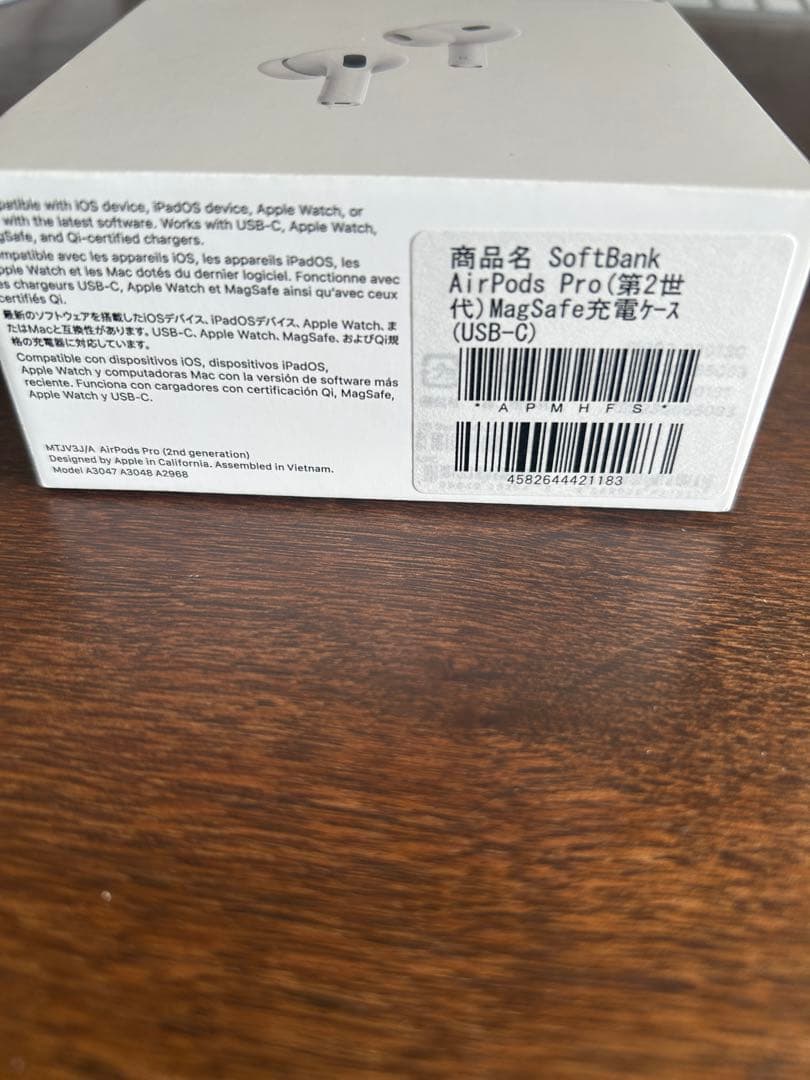 patible with iOS device, iPadOS device, Apple Watch, or
with the latest software. Works with USB-C, Apple Watch,
gSafe, and Qi-certified chargers.
mpatible avec les appareils iOS, les appareils iPadOS, les
pple Watch et les Mac dotés du dernier logiciel. Fonctionne avec
es chargeurs USB-C, Apple Watch et MagSafe ainsi qu'avec ceux
certifiés Qi.
最新のソフトウェアを搭載したiOSデバイス、iPadOSデバイス、Apple Watch、ま
たはMacと互換性があります。USB-C、Apple Watch、MagSafe、およびQi規
格の充電器に対応しています。
Compatible con dispositivos iOS, dispositivos iPadOS,
Apple Watch y computadoras Mac con la versión de software más
reciente. Funciona con cargadores con certificación Qi, MagSafe,
Apple Watch y USB-C.
MTJV3J/A AirPods Pro (2nd generation)
Designed by Apple in California. Assembled in Vietnam.
Model A3047 A3048 A2968
商品名 SoftBank
AirPods Pro(第2世
代)MagSafe充電ｹｰｽ
(USB-C)
* A P M H F S *
4582644421183